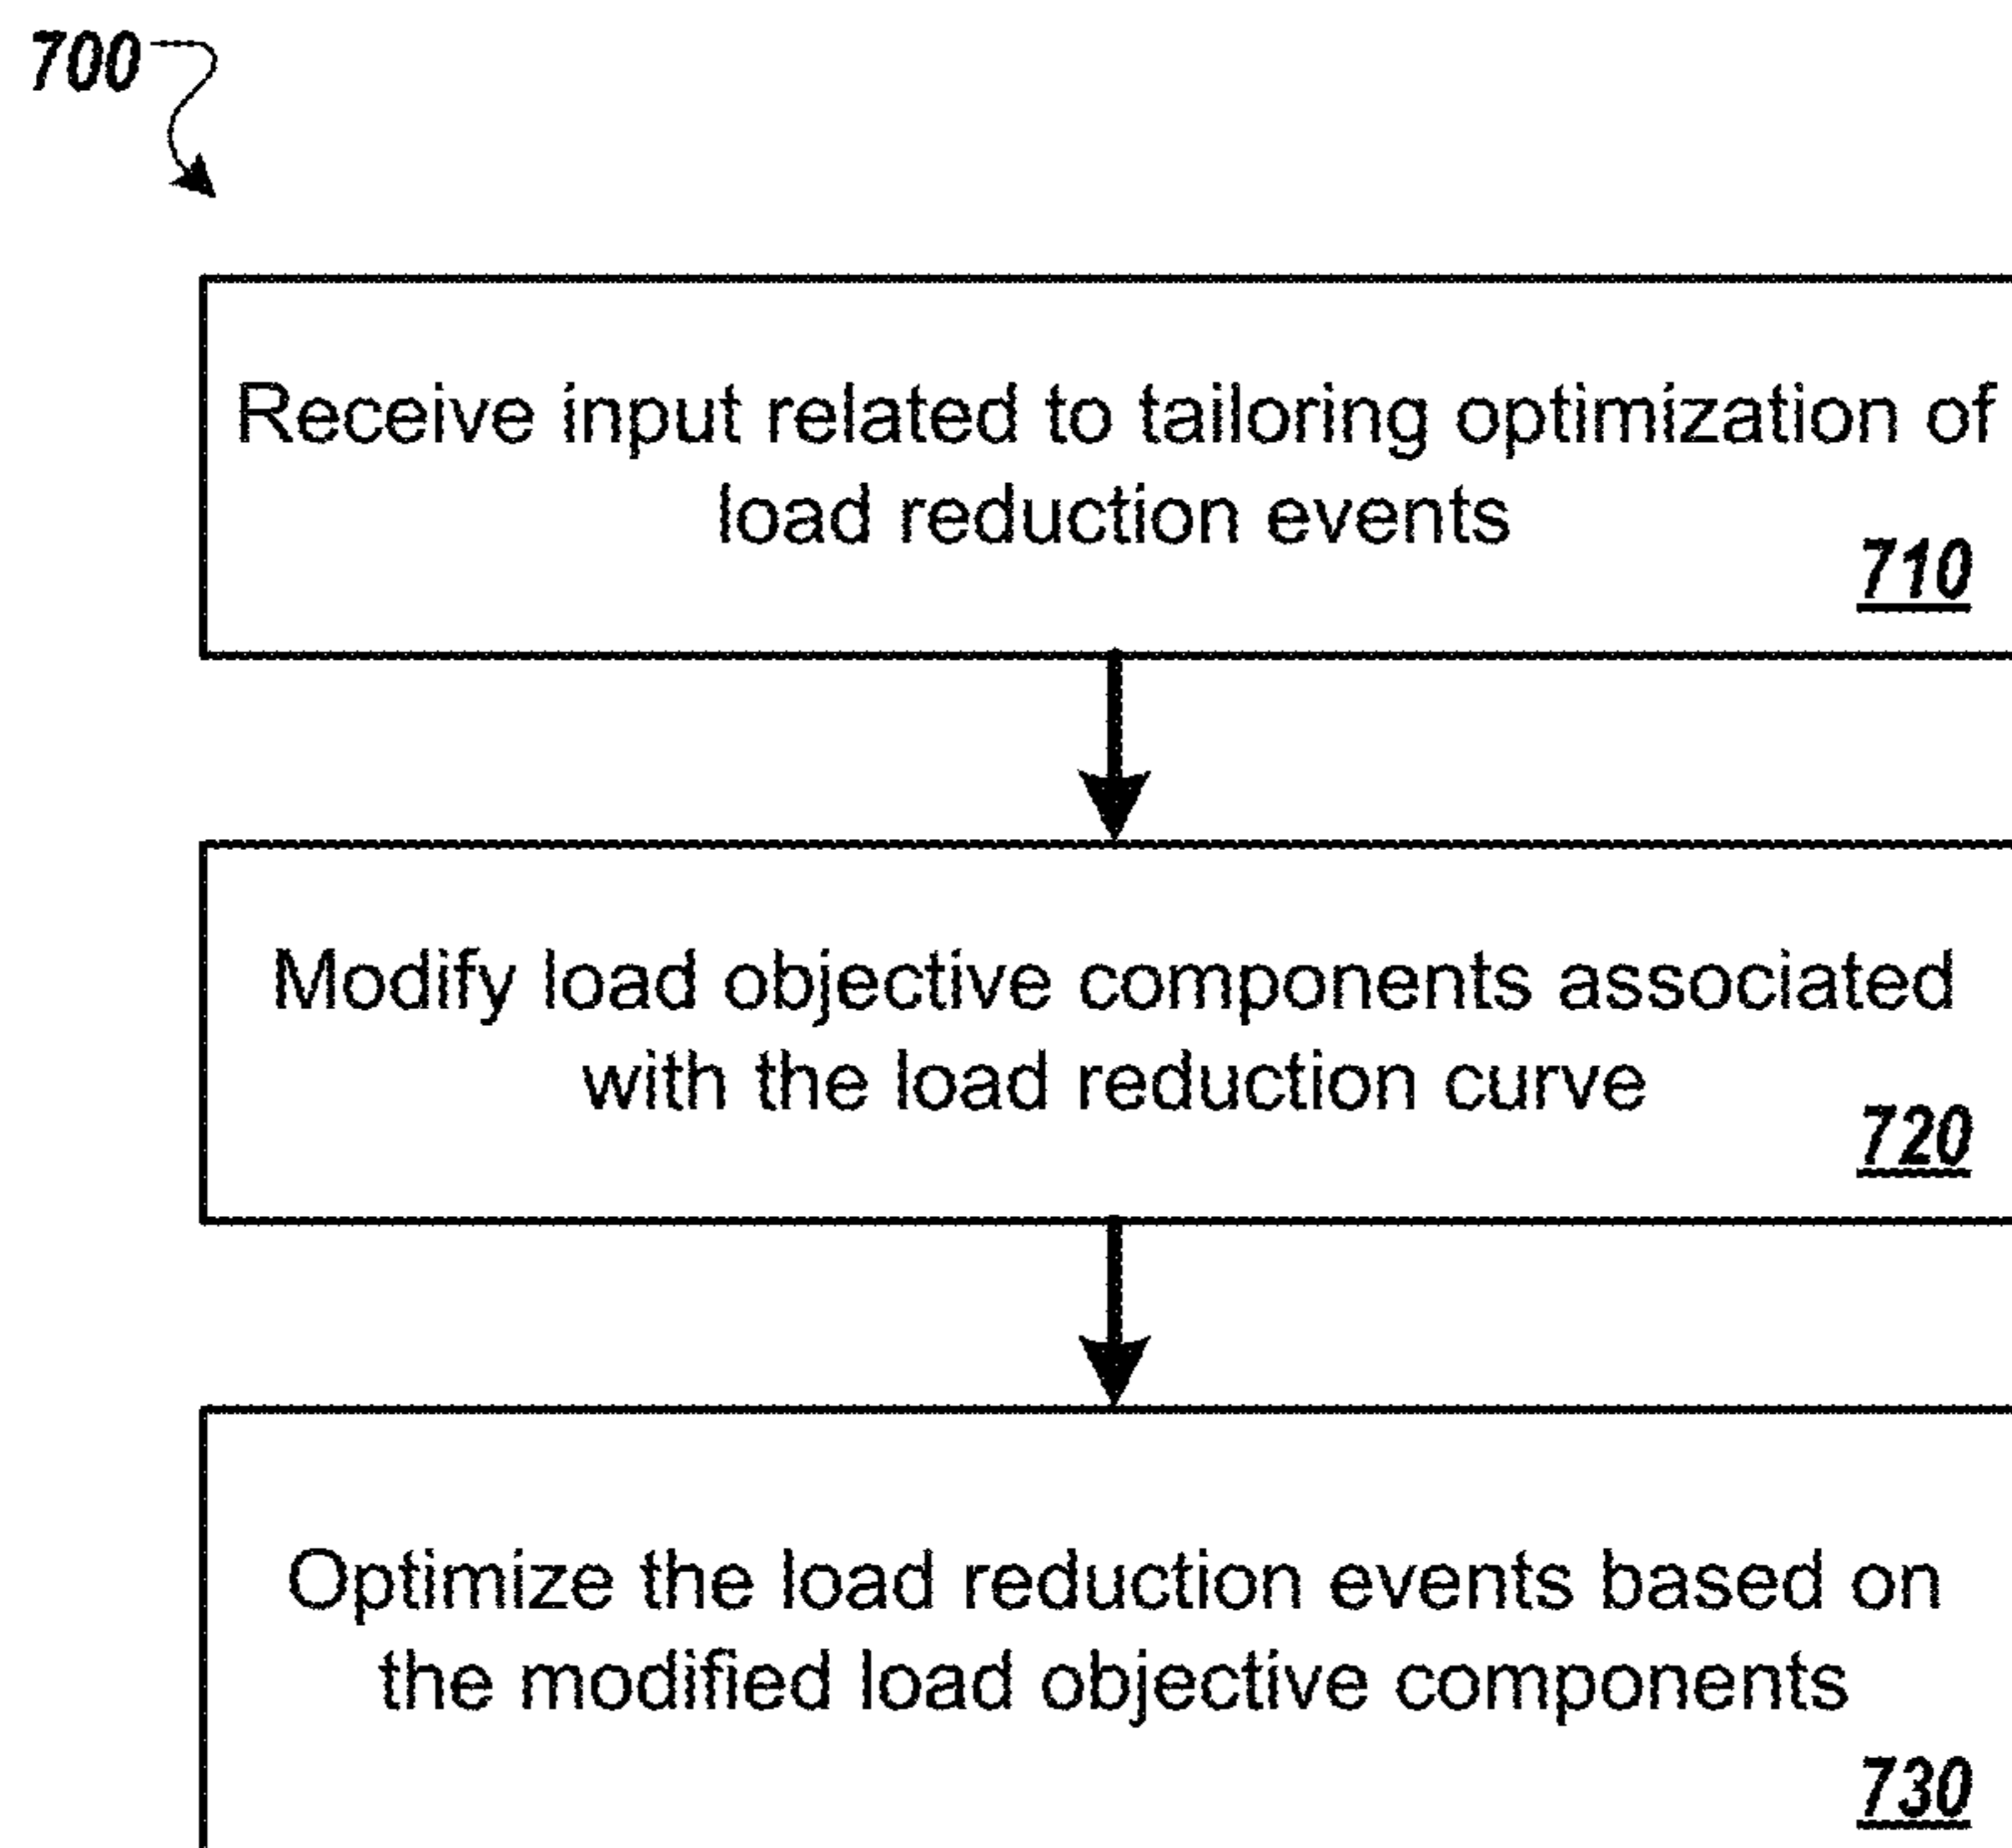 700
Receive input related to tailoring optimization of
load reduction events
710
Modify load objective components associated
with the load reduction curve
720
Optimize the load reduction events based on
the modified load objective components
730